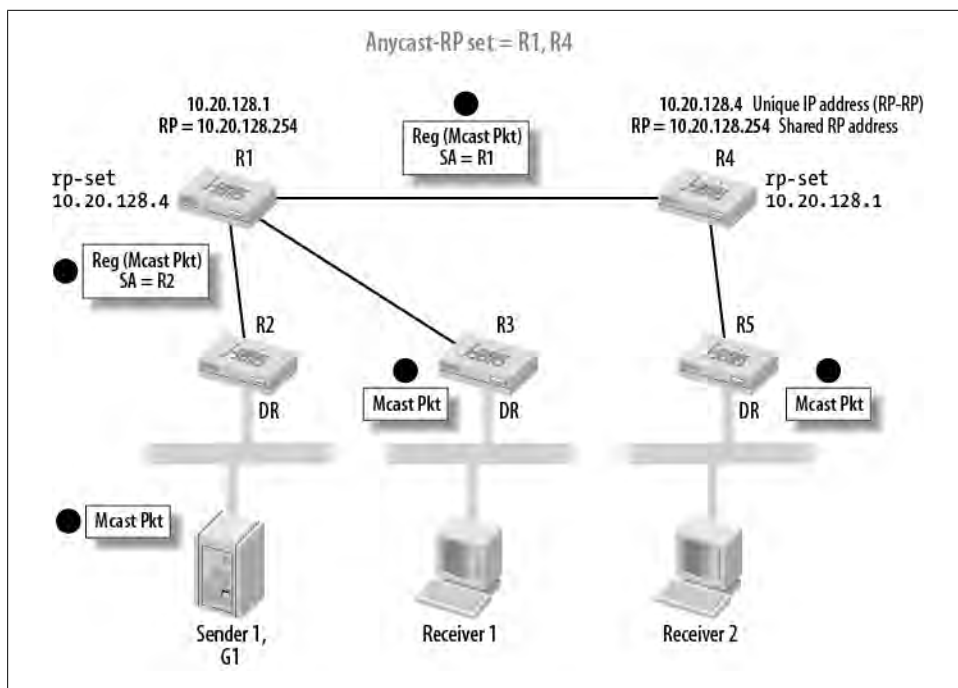 Anycast-RP set = R1, R4
10.20.128.1
RP = 10.20.128.254
R1
Reg (Mcast Pkt)
SA = R1
10.20.128.4 Unique IP address (RP-RP)
RP = 10.20.128.254 Shared RP address
R4
rp-set
10.20.128.4
rp-set
10.20.128.1
Reg (Mcast Pkt)
SA = R2
R2
R3
R5
Mcast Pkt
Mcast Pkt
DR
DR
DR
Mcast Pkt
Sender 1,
G1
Receiver 1
Receiver 2